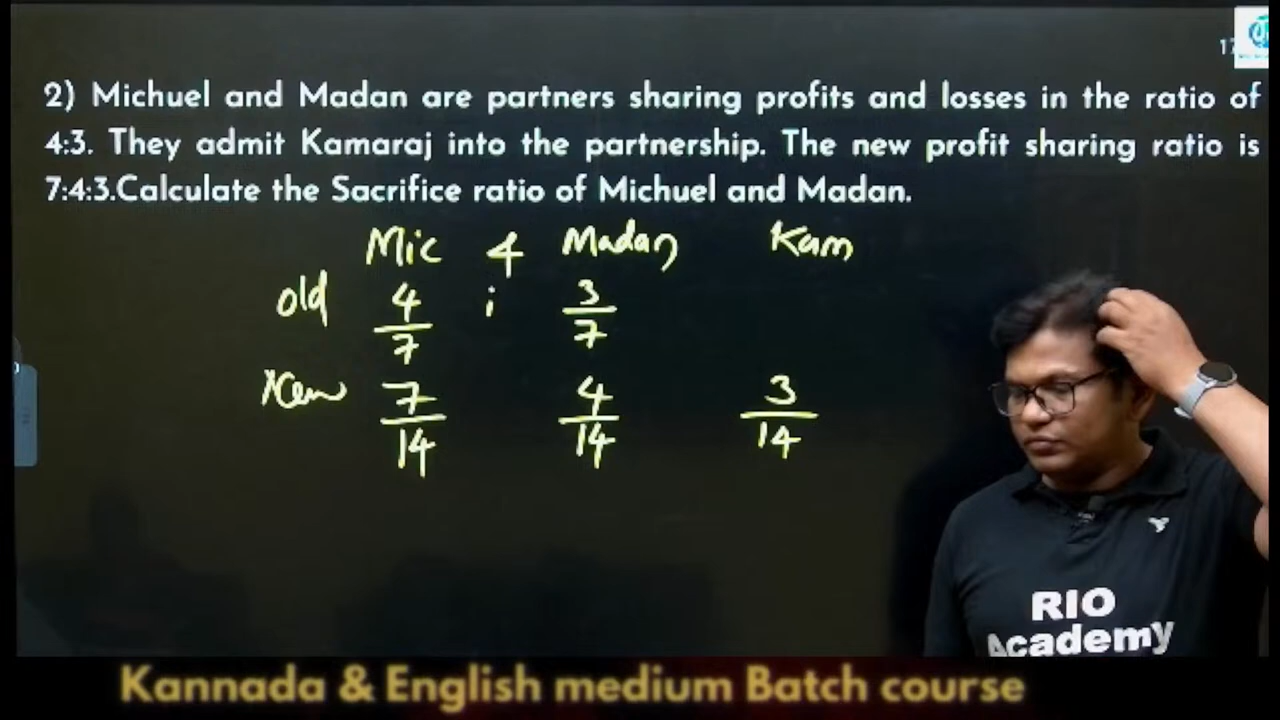 17
2) Michuel and Madan are partners sharing profits and losses in the ratio of
4:3. They admit Kamaraj into the partnership. The new profit sharing ratio is
7:4:3.Calculate the Sacrifice ratio of Michuel and Madan.
Mic 4 Madan Kam
old 4/7 : 3/7
New 7/14 4/14 3/14
RIO
Academy
Kannada & English medium Batch course